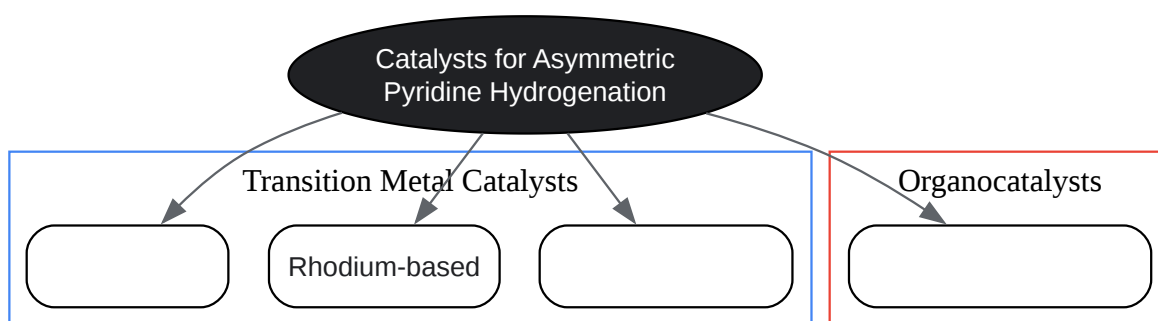 Catalysts for Asymmetric
Pyridine Hydrogenation
Transition Metal Catalysts
Organocatalysts
Rhodium-based